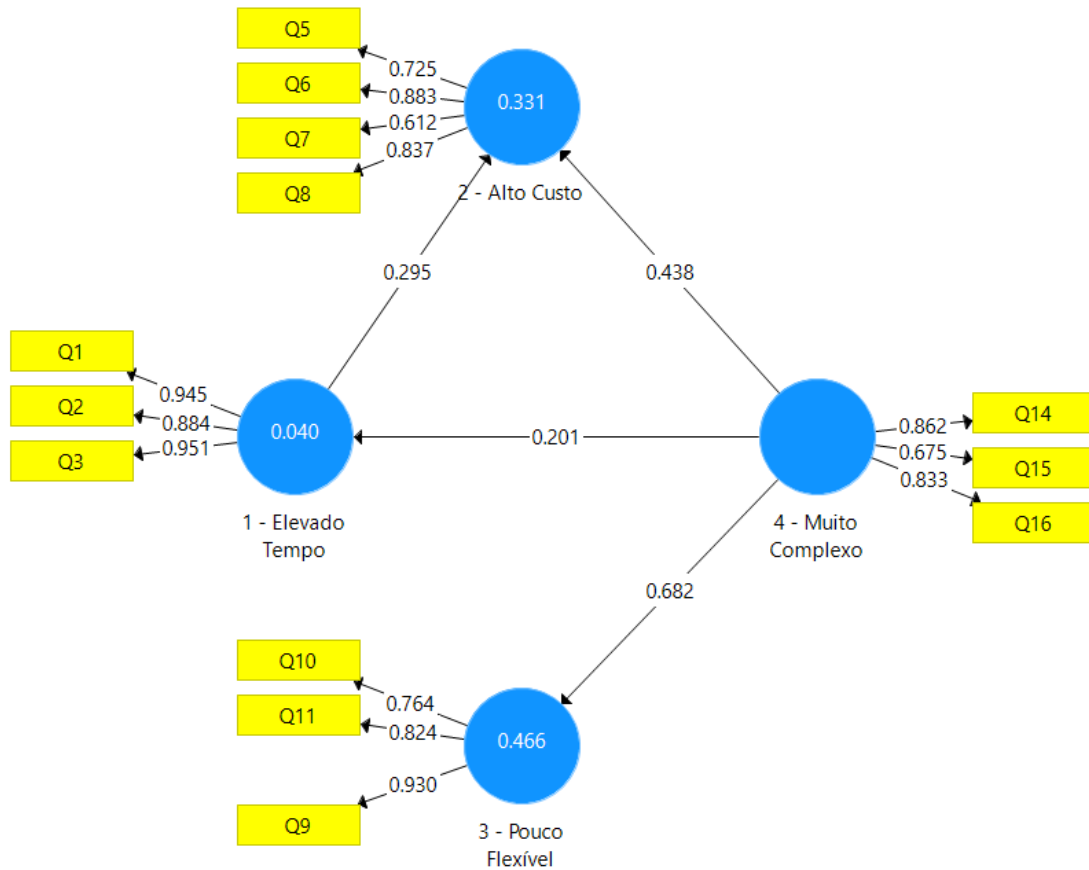 Q5
0.725
Q6
0.883
0.331
Q7
0.612
0.837
Q8
2 - Alto Custo
0.295
0.438
Q1
0.945
Q2
0.884
0.040
0.951
Q3
0.201
0.862
Q14
0.675
Q15
0.833
Q16
1 - Elevado
Tempo
4 - Muito
Complexo
0.682
Q10
0.764
Q11
0.824
0.466
0.930
Q9
3 - Pouco
Flexível